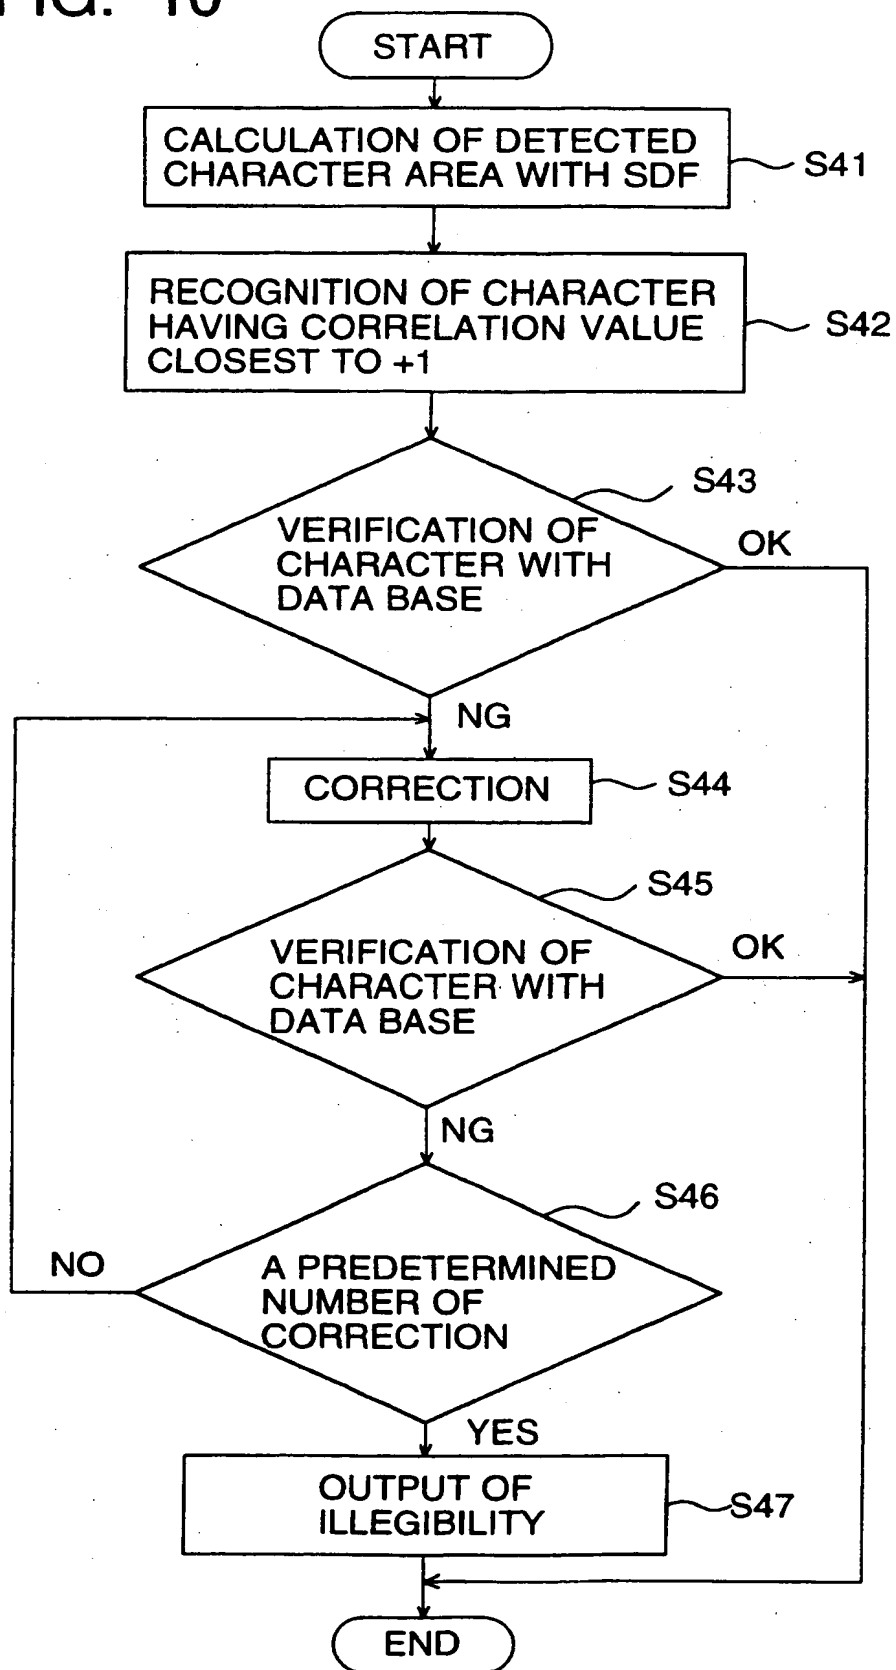 FIG. 10
START
CALCULATION OF DETECTED
CHARACTER AREA WITH SDF
S41
RECOGNITION OF CHARACTER
HAVING CORRELATION VALUE
CLOSEST TO +1
S42
S43
VERIFICATION OF
CHARACTER WITH
DATA BASE
OK
NG
CORRECTION
S44
S45
VERIFICATION OF
CHARACTER WITH
DATA BASE
OK
NG
S46
A PREDETERMINED
NUMBER OF
CORRECTION
NO
YES
OUTPUT OF
ILLEGIBILITY
S47
END